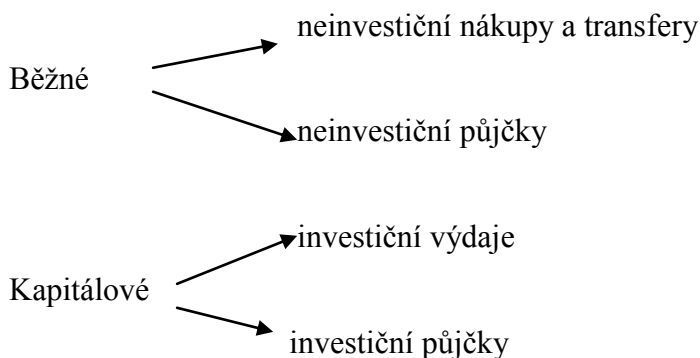 neinvestiční nákupy a transfery
Běžné
neinvestiční půjčky
investiční výdaje
Kapitálové
investiční půjčky